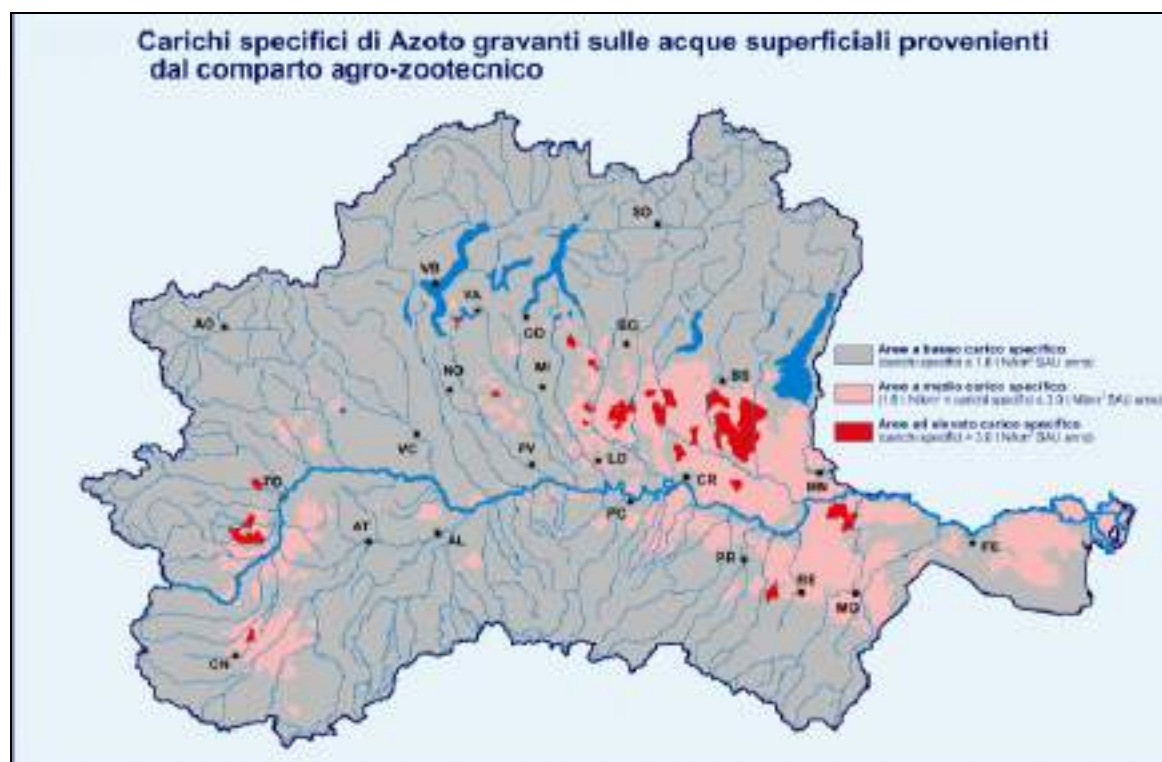 Carichi specifici di Azoto gravanti sulle acque superficiali provenienti
dal comparto agro-zootecnico
SO
VB
VA
AO
CO
BG
NO
MI
BS
Aree a basso carico specifico
Aree a medio carico specifico
Aree ad elevato carico specifico
VC
PV
LO
TO
CR
MN
PC
AT
AL
FE
PR
RE
MO
CN